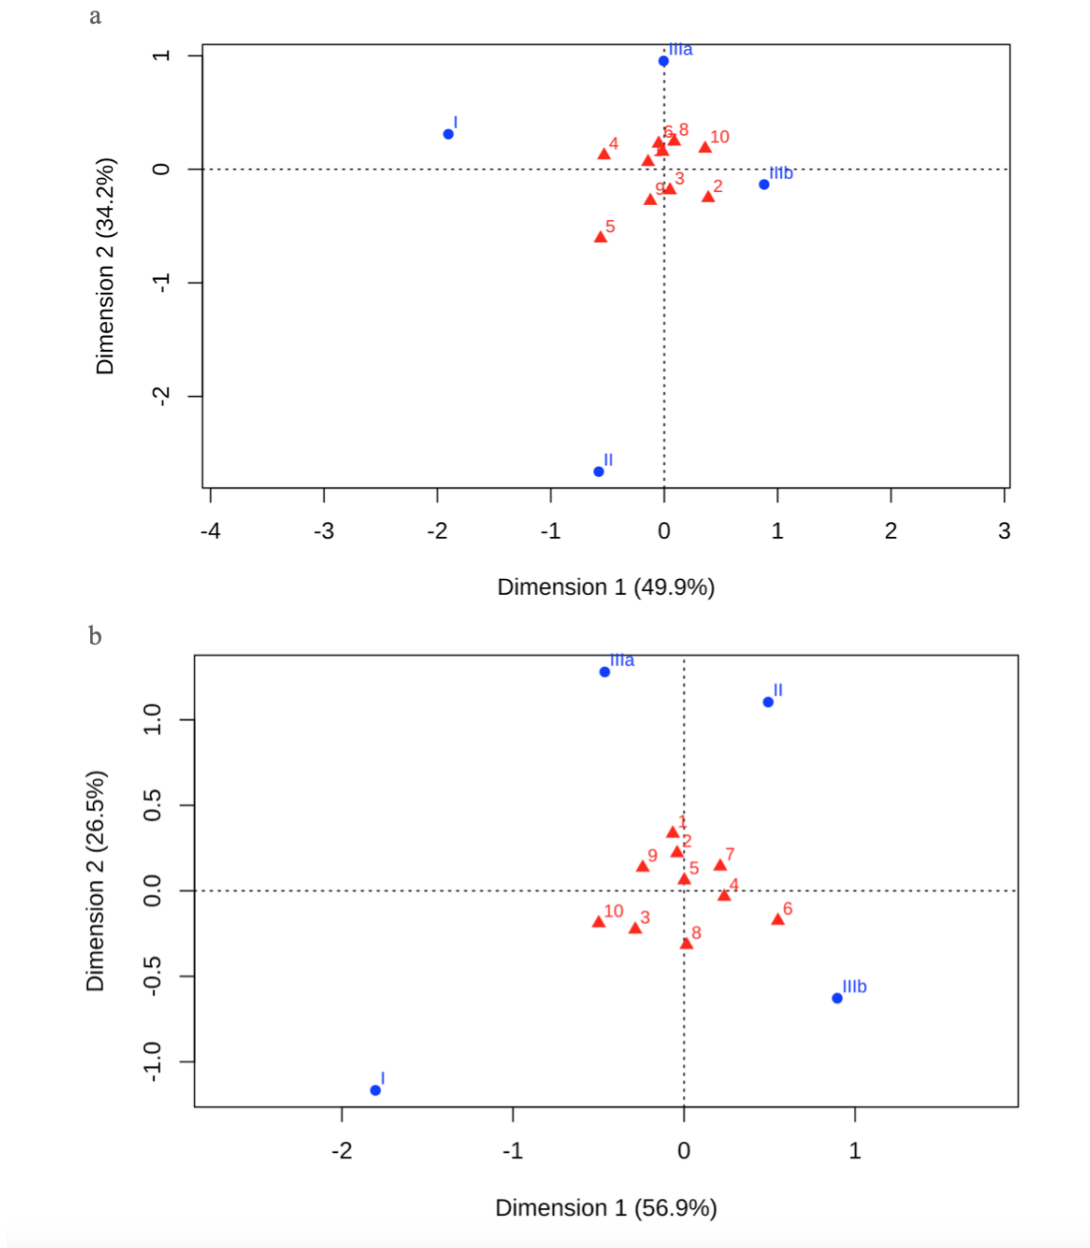 a
Dimension 2 (34.2%)
1
0
-1
-2
IIIa
I
4
6
8
10
IIIb
3
9
2
5
II
-4 -3 -2 -1 0 1 2 3
Dimension 1 (49.9%)
b
Dimension 2 (26.5%)
1.0
0.5
0.0
-0.5
-1.0
IIIa
II
1
2
9
7
5
4
10
3
6
8
IIIb
I
-2 -1 0 1
Dimension 1 (56.9%)